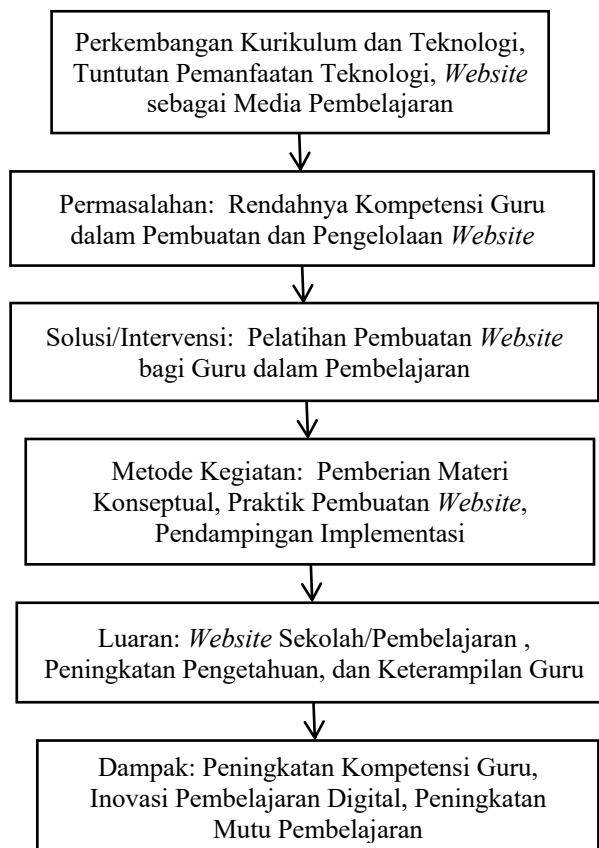 Perkembangan Kurikulum dan Teknologi,
Tuntutan Pemanfaatan Teknologi, Website
sebagai Media Pembelajaran
Permasalahan: Rendahnya Kompetensi Guru
dalam Pembuatan dan Pengelolaan Website
Solusi/Intervensi: Pelatihan Pembuatan Website
bagi Guru dalam Pembelajaran
Metode Kegiatan: Pemberian Materi
Konseptual, Praktik Pembuatan Website,
Pendampingan Implementasi
Luaran: Website Sekolah/Pembelajaran ,
Peningkatan Pengetahuan, dan Keterampilan Guru
Dampak: Peningkatan Kompetensi Guru,
Inovasi Pembelajaran Digital, Peningkatan
Mutu Pembelajaran